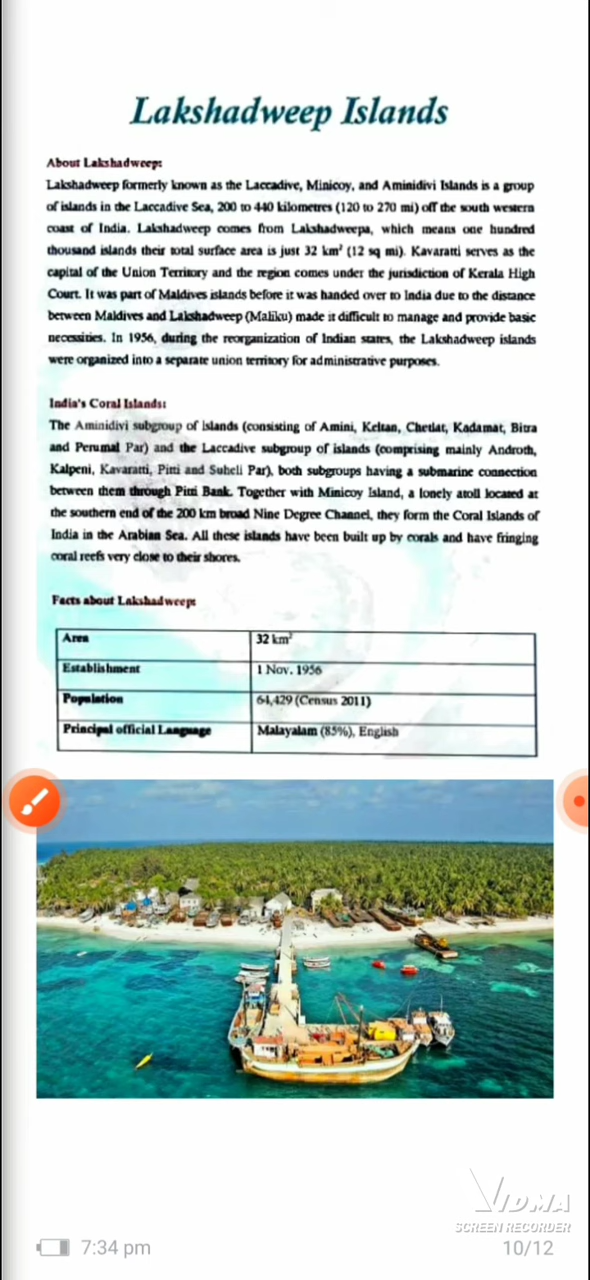 Lakshadweep Islands
About Lakshadweep:
Lakshadweep formerly known as the Laccadive, Minicoy, and Aminidivi Islands is a group
of islands in the Laccadive Sea, 200 to 440 kilometres (120 to 270 mi) off the south western
coast of India. Lakshadweep comes from Lakshadweepa, which means one hundred
thousand islands their total surface area is just 32 km² (12 sq mi). Kavaratti serves as the
capital of the Union Territory and the region comes under the jurisdiction of Kerala High
Court. It was part of Maldives islands before it was handed over to India due to the distance
between Maldives and Lakshadweep (Maliku) made it difficult to manage and provide basic
necessities. In 1956, during the reorganization of Indian states, the Lakshadweep islands
were organized into a separate union territory for administrative purposes.
India's Coral Islands:
The Aminidivi subgroup of islands (consisting of Amini, Keltan, Chetlat, Kadamat, Bitra
and Perumal Par) and the Laccadive subgroup of islands (comprising mainly Androth,
Kalpeni, Kavaratti, Pitti and Suheli Par), both subgroups having a submarine connection
between them through Pitti Bank. Together with Minicoy Island, a lonely atoll located at
the southern end of the 200 km broad Nine Degree Channel, they form the Coral Islands of
India in the Arabian Sea. All these islands have been built up by corals and have fringing
coral reefs very close to their shores.
Facts about Lakshadweep:
Area 32 km²
Establishment 1 Nov. 1956
Population 64,429 (Census 2011)
Principal official Language Malayalam (85%), English
VIDMA
SCREEN RECORDER
7:34 pm 10/12